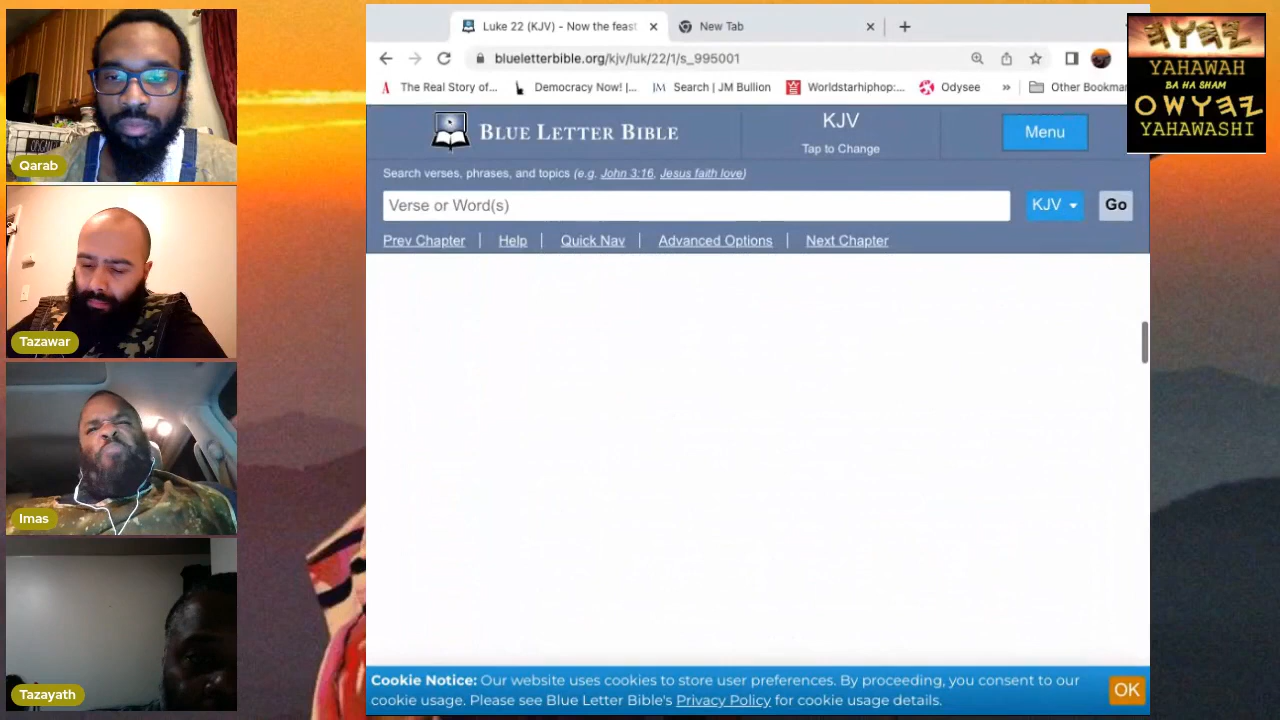 Qarab
Tazawar
Imas
Tazayath
Luke 22 (KJV) - Now the feast
New Tab
blueletterbible.org/kjv/luk/22/1/s_995001
The Real Story of...
Democracy Now! |...
Search | JM Bullion
Worldstarhiphop:...
Odysee
»
Other Bookmar
BLUE LETTER BIBLE
KJV
Tap to Change
Menu
Search verses, phrases, and topics (e.g. John 3:16, Jesus faith love)
Verse or Word(s)
KJV
Go
Prev Chapter | Help | Quick Nav | Advanced Options | Next Chapter
Cookie Notice: Our website uses cookies to store user preferences. By proceeding, you consent to our
cookie usage. Please see Blue Letter Bible's Privacy Policy for cookie usage details.
OK
YAHAWAH
BA HA SHAM
YAHAWASHI